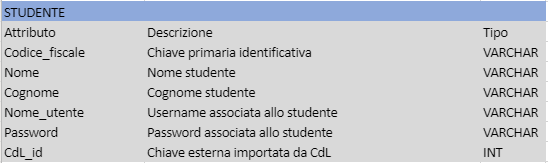 STUDENTE
Attributo Descrizione Tipo
Codice_fiscale Chiave primaria identificativa VARCHAR
Nome Nome studente VARCHAR
Cognome Cognome studente VARCHAR
Nome_utente Username associata allo studente VARCHAR
Password Password associata allo studente VARCHAR
CdL_id Chiave esterna importata da CdL INT